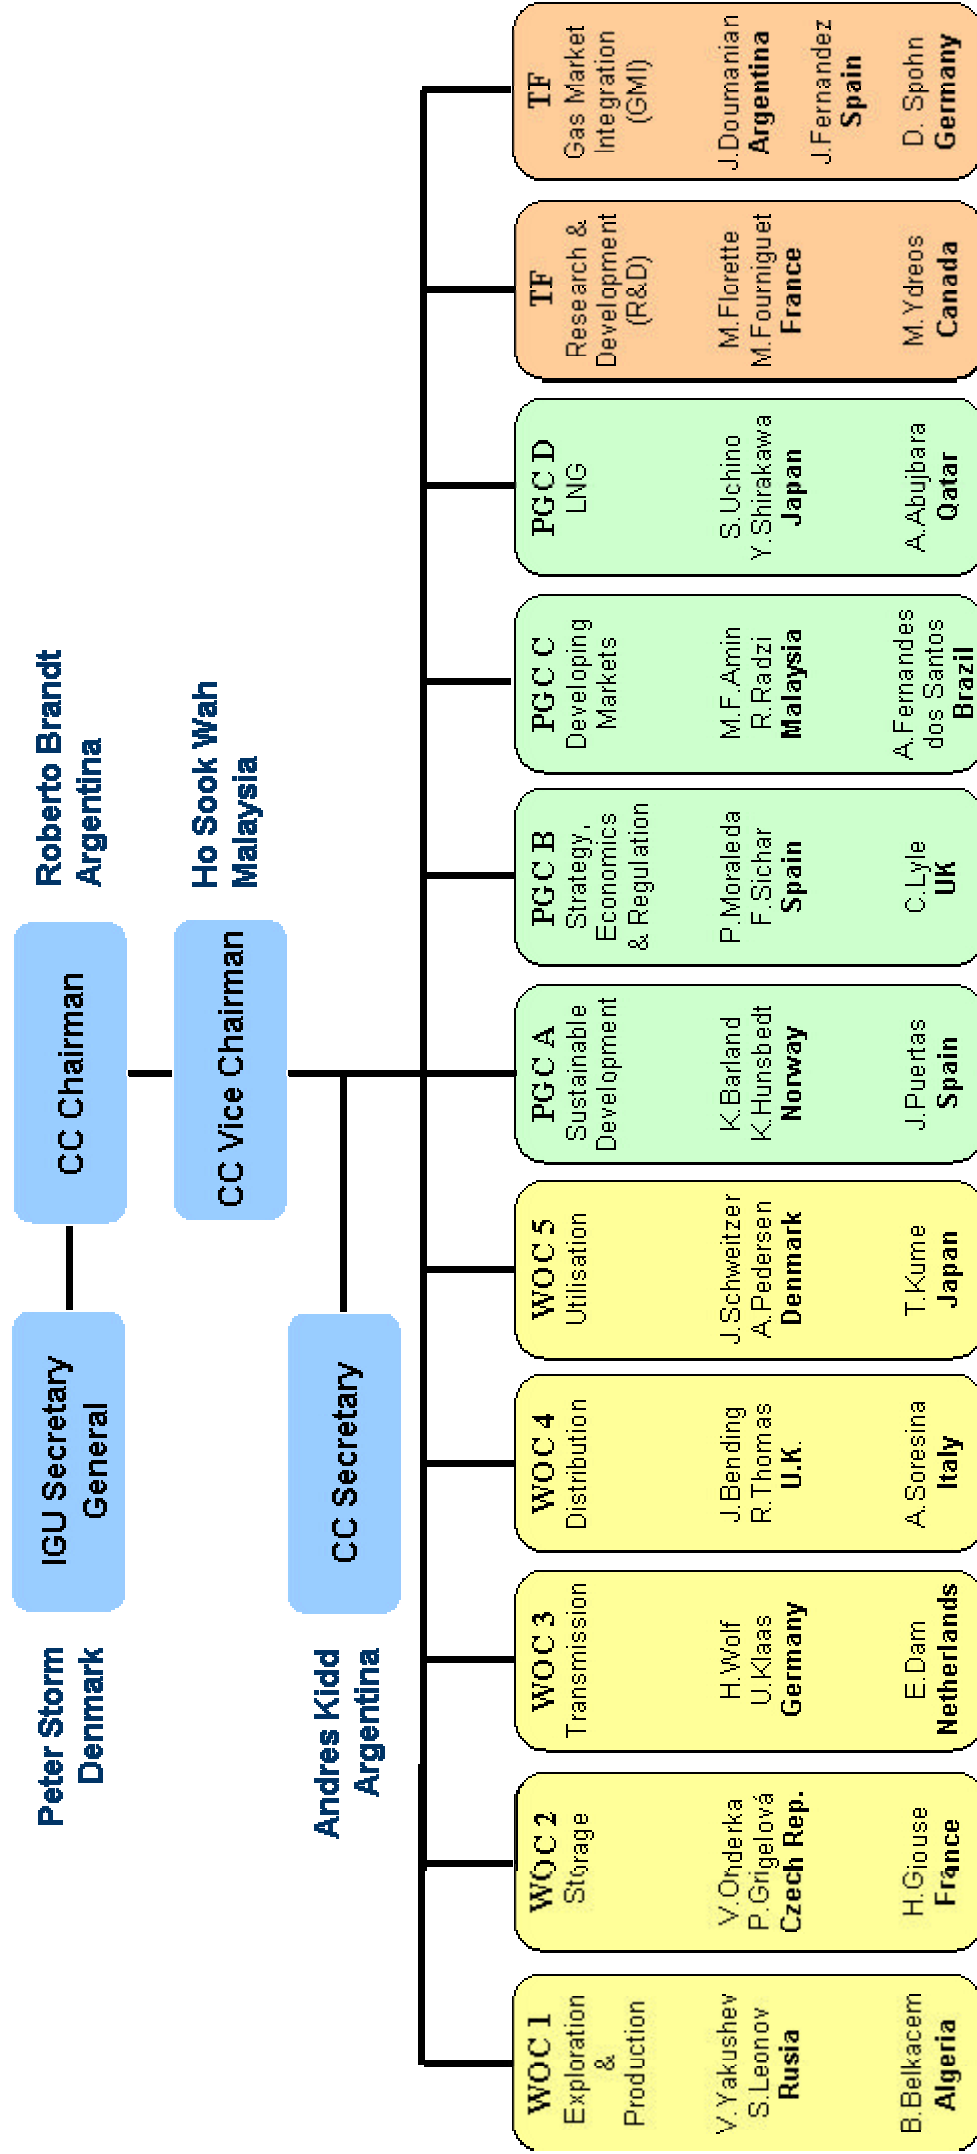 Peter Storm
Denmark
IGU Secretary
General
CC Chairman
Roberto Brandt
Argentina
CC Vice Chairman
Ho Sook Wah
Malaysia
Andres Kidd
Argentina
CC Secretary
WOC 1
Exploration
&
Production
V.Yakushev
S.Leonov
Rusia
B.Belkacem
Algeria
WOC 2
Storage
V.Onderka
P.Grigelová
Czech Rep.
H.Giouse
France
WOC 3
Transmission
H.Wolf
U.Klaas
Germany
E.Dam
Netherlands
WOC 4
Distribution
J.Bending
R.Thomas
U.K.
A.Soresina
Italy
WOC 5
Utilisation
J.Schweitzer
A.Pedersen
Denmark
T.Kume
Japan
PGC A
Sustainable
Development
K.Barland
K.Hunsbedt
Norway
J.Puertas
Spain
PGC B
Strategy,
Economics
& Regulation
P.Moraleda
F.Sichar
Spain
C.Lyle
UK
PGC C
Developing
Markets
M.F.Amin
R.Radzi
Malaysia
A.Fernandes
dos Santos
Brazil
PGC D
LNG
S.Uchino
Y.Shirakawa
Japan
A.Abujbara
Qatar
TF
Research &
Development
(R&D)
M.Florette
M.Fourniguet
France
M.Ydreos
Canada
TF
Gas Market
Integration
(GMI)
J.Doumanian
Argentina
J.Fernandez
Spain
D. Spohn
Germany